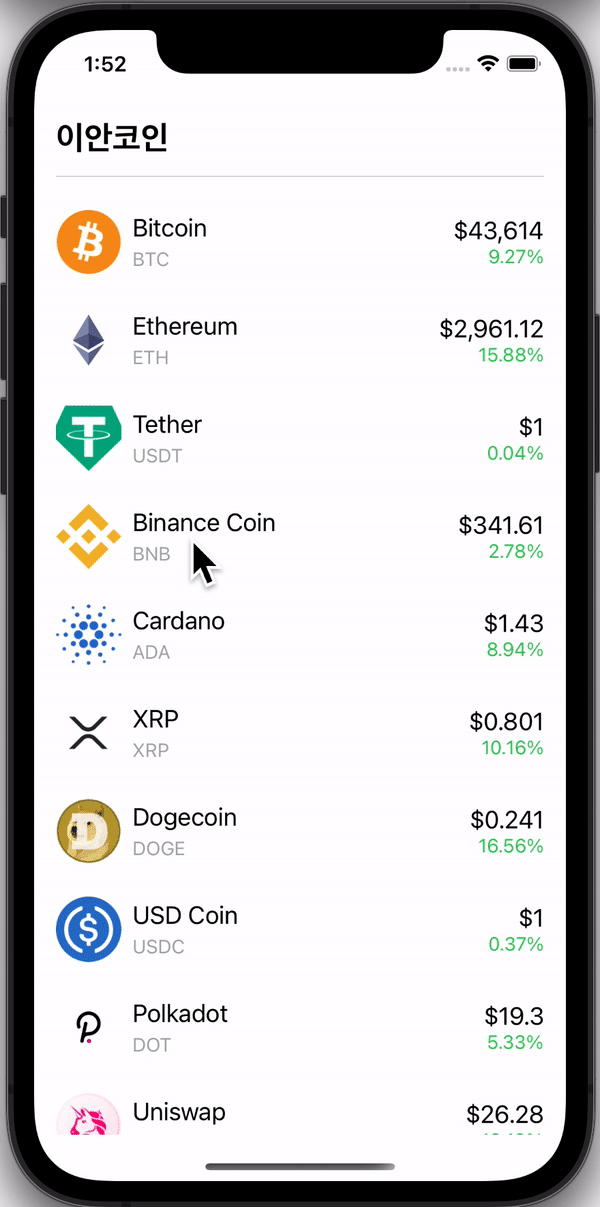 1:52
이안코인
Bitcoin
$43,614
BTC
9.27%
Ethereum
$2,961.12
ETH
15.88%
Tether
$1
USDT
0.04%
Binance Coin
$341.61
BNB
2.78%
Cardano
$1.43
ADA
8.94%
XRP
$0.801
XRP
10.16%
Dogecoin
$0.241
DOGE
16.56%
USD Coin
$1
USDC
0.37%
Polkadot
$19.3
DOT
5.33%
Uniswap
$26.28